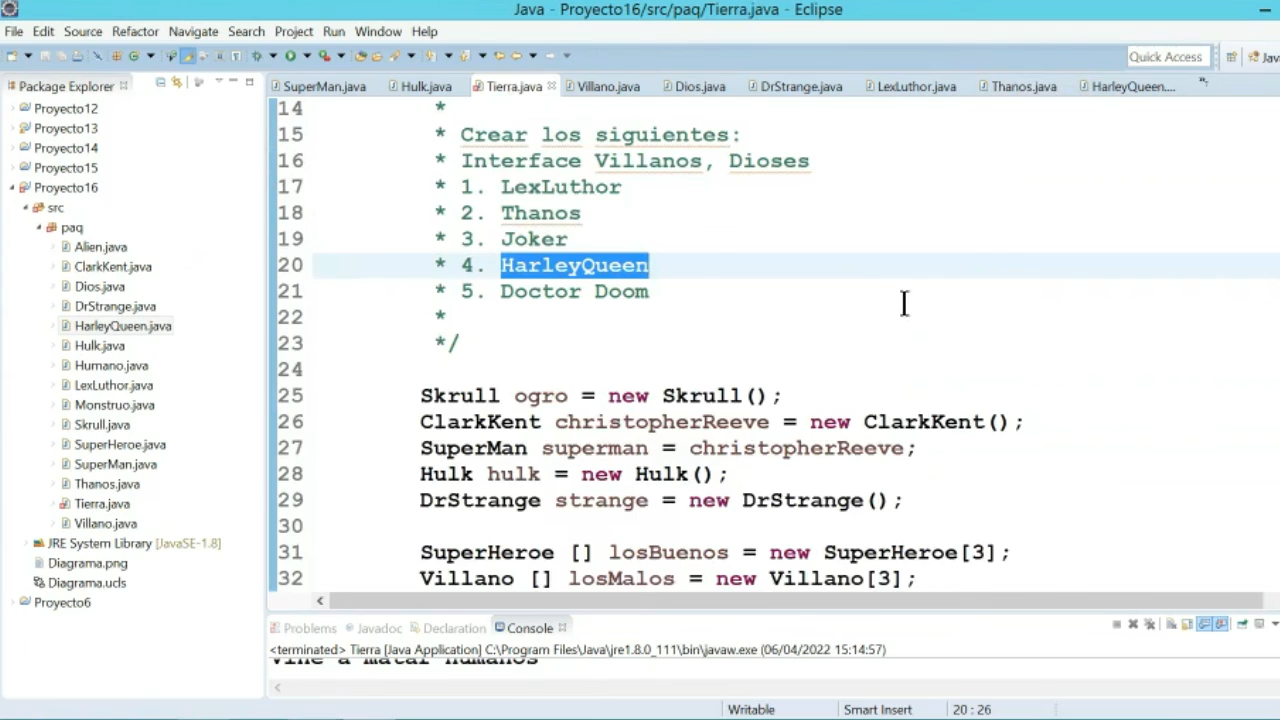 Java - Proyecto16/src/paq/Tierra.java - Eclipse
File Edit Source Refactor Navigate Search Project Run Window Help
Quick Access
Jav
Package Explorer
SuperMan.java Hulk.java Tierra.java Villano.java Dios.java DrStrange.java LexLuthor.java Thanos.java HarleyQueen....
Proyecto12
Proyecto13
Proyecto14
Proyecto15
Proyecto16
src
paq
Alien.java
ClarkKent.java
Dios.java
DrStrange.java
HarleyQueen.java
Hulk.java
Humano.java
LexLuthor.java
Monstruo.java
Skrull.java
SuperHeroe.java
SuperMan.java
Thanos.java
Tierra.java
Villano.java
JRE System Library [JavaSE-1.8]
Diagrama.png
Diagrama.ucls
Proyecto6
14 *
15 * Crear los siguientes:
16 * Interface Villanos, Dioses
17 * 1. LexLuthor
18 * 2. Thanos
19 * 3. Joker
20 * 4. HarleyQueen
21 * 5. Doctor Doom
22 *
23 */
24
25 Skrull ogro = new Skrull();
26 ClarkKent christopherReeve = new ClarkKent();
27 SuperMan superman = christopherReeve;
28 Hulk hulk = new Hulk();
29 DrStrange strange = new DrStrange();
30
31 SuperHeroe [] losBuenos = new SuperHeroe[3];
32 Villano [] losMalos = new Villano[3];
Problems Javadoc Declaration Console
<terminated> Tierra [Java Application] C:\Program Files\Java\jre1.8.0_111\bin\javaw.exe (06/04/2022 15:14:57)
vine a matar humanos
Writable Smart Insert 20 : 26